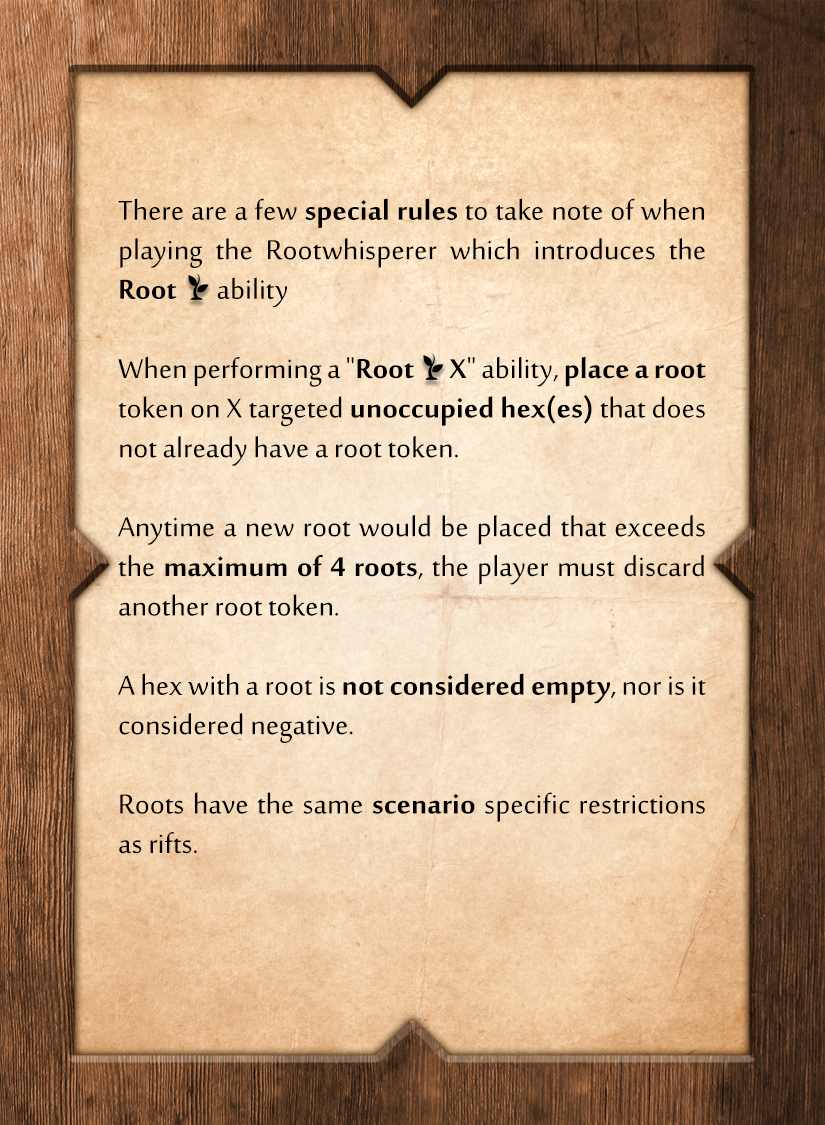 There are a few special rules to take note of when
playing the Rootwhisperer which introduces the
Root ability
When performing a "Root X" ability, place a root
token on X targeted unoccupied hex(es) that does
not already have a root token.
Anytime a new root would be placed that exceeds
the maximum of 4 roots, the player must discard
another root token.
A hex with a root is not considered empty, nor is it
considered negative.
Roots have the same scenario specific restrictions
as rifts.